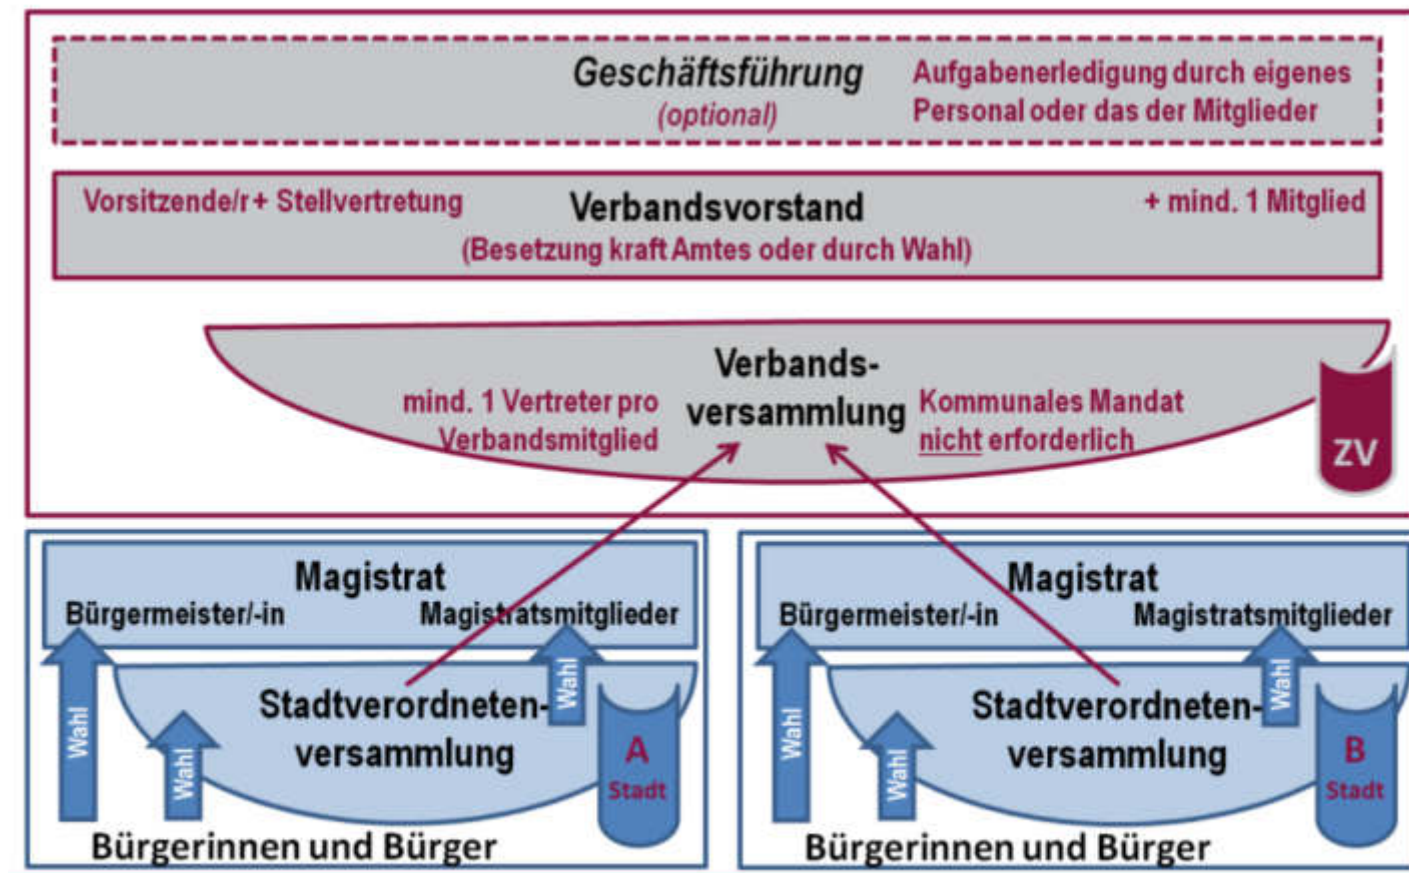 Geschäftsführung
(optional)
Aufgabenerledigung durch eigenes
Personal oder das der Mitglieder
Vorsitzende/r + Stellvertretung
Verbandsvorstand
+ mind. 1 Mitglied
(Besetzung kraft Amtes oder durch Wahl)
Verbands-
versammlung
mind. 1 Vertreter pro
Verbandsmitglied
Kommunales Mandat
nicht erforderlich
ZV
Magistrat
Bürgermeister/-in
Magistratsmitglieder
Wahl
Wahl
Wahl
Stadtverordneten-
versammlung
A
Stadt
Bürgerinnen und Bürger
Magistrat
Bürgermeister/-in
Magistratsmitglieder
Wahl
Wahl
Wahl
Stadtverordneten-
versammlung
B
Stadt
Bürgerinnen und Bürger